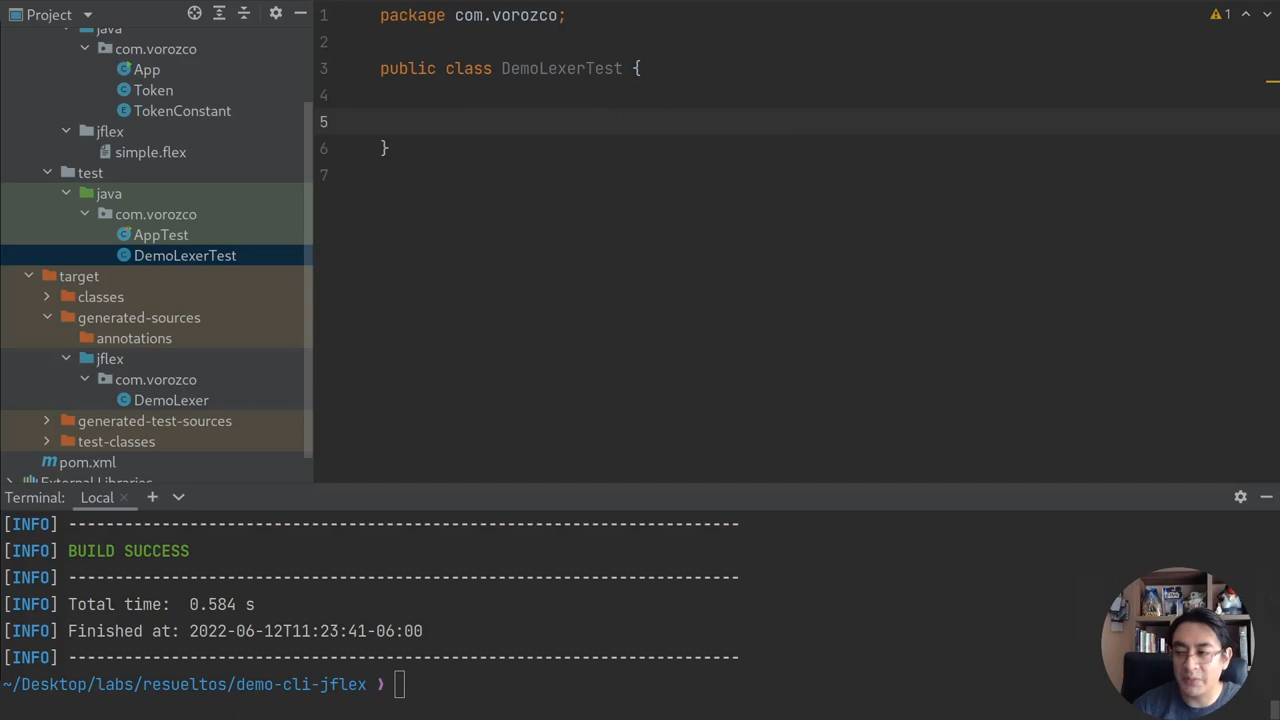 Project
java
com.vorozco
App
Token
TokenConstant
jflex
simple.flex
test
java
com.vorozco
AppTest
DemoLexerTest
target
classes
generated-sources
annotations
jflex
com.vorozco
DemoLexer
generated-test-sources
test-classes
pom.xml
External Libraries
1 package com.vorozco;
2
3 public class DemoLexerTest {
4
5
6 }
7
1
Terminal: Local
[INFO] ------------------------------------------------------------------------
[INFO] BUILD SUCCESS
[INFO] ------------------------------------------------------------------------
[INFO] Total time:  0.584 s
[INFO] Finished at: 2022-06-12T11:23:41-06:00
[INFO] ------------------------------------------------------------------------
~/Desktop/labs/resueltos/demo-cli-jflex ❯